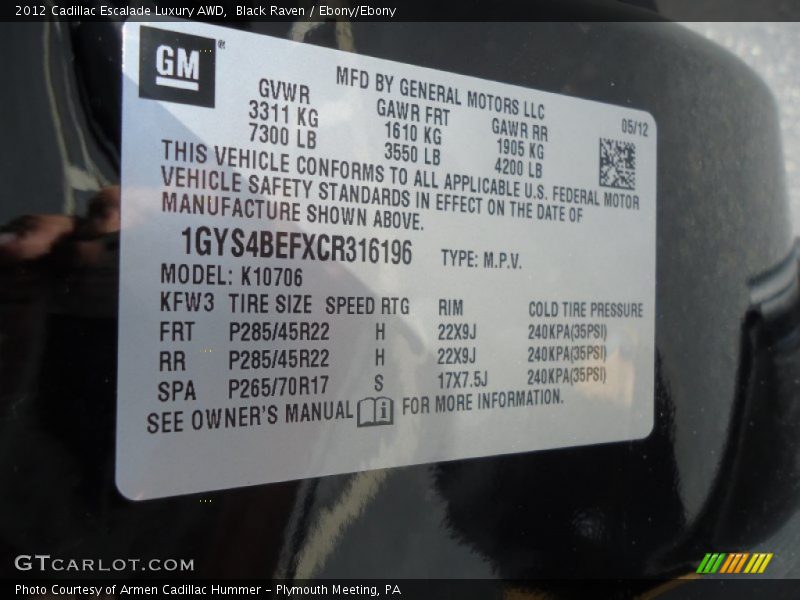 2012 Cadillac Escalade Luxury AWD,  Black Raven / Ebony/Ebony
GM®
MFD BY GENERAL MOTORS LLC
GVWR GAWR FRT GAWR RR 05/12
3311 KG 1610 KG 1905 KG
7300 LB 3550 LB 4200 LB
THIS VEHICLE CONFORMS TO ALL APPLICABLE U.S. FEDERAL MOTOR
VEHICLE SAFETY STANDARDS IN EFFECT ON THE DATE OF
MANUFACTURE SHOWN ABOVE.
1GYS4BEFXCR316196 TYPE: M.P.V.
MODEL: K10706
KFW3 TIRE SIZE SPEED RTG RIM COLD TIRE PRESSURE
FRT P285/45R22 H 22X9J 240KPA(35PSI)
RR P285/45R22 H 22X9J 240KPA(35PSI)
SPA P265/70R17 S 17X7.5J 240KPA(35PSI)
SEE OWNER'S MANUAL FOR MORE INFORMATION.
GTCARLOT.COM
Photo Courtesy of Armen Cadillac Hummer – Plymouth Meeting, PA